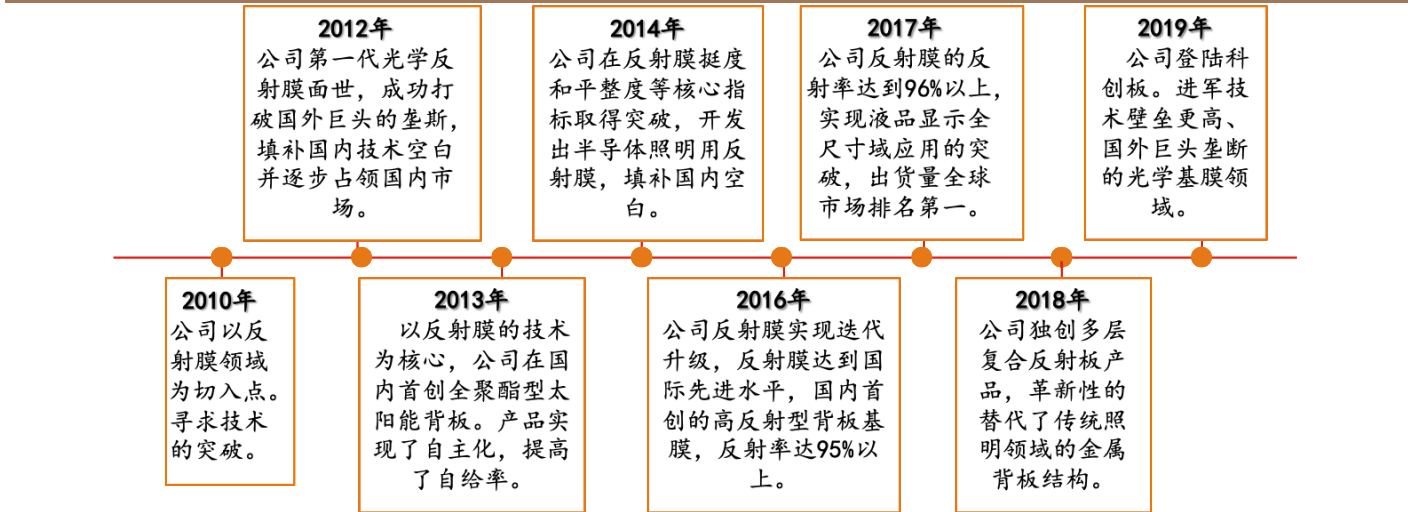 2012年
公司第一代光学反
射膜面世，成功打
破国外巨头的垄斯，
填补国内技术空白
并逐步占领国内市
场。
2014年
公司在反射膜挺度
和平整度等核心指
标取得突破，开发
出半导体照明用反
射膜，填补国内空
白。
2017年
公司反射膜的反
射率达到96%以上，
实现液品显示全
尺寸域应用的突
破，出货量全球
市场排名第一。
2019年
公司登陆科
创板。进军技
术壁垒更高、
国外巨头垄断
的光学基膜领
域。
2010年
公司以反
射膜领域
为切入点。
寻求技术
的突破。
2013年
以反射膜的技术
为核心，公司在国
内首创全聚酯型太
阳能背板。产品实
现了自主化，提高
了自给率。
2016年
公司反射膜实现迭代
升级，反射膜达到国
际先进水平，国内首
创的高反射型背板基
膜，反射率达95%以
上。
2018年
公司独创多层
复合反射板产
品，革新性的
替代了传统照
明领域的金属
背板结构。